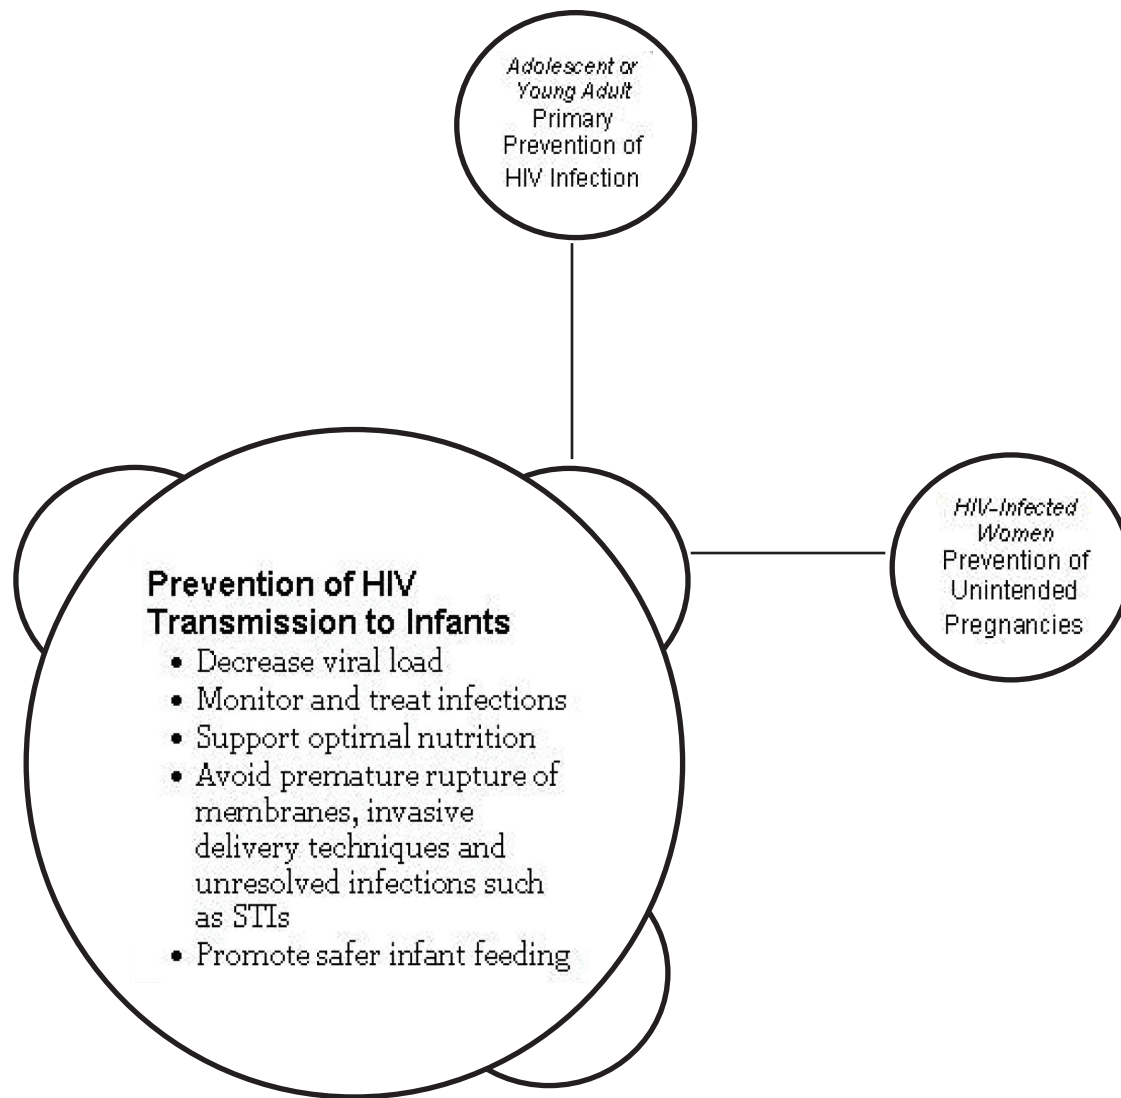 Adolescent or
Young Adult
Primary
Prevention of
HIV Infection
HIV-Infected
Women
Prevention of
Unintended
Pregnancies
Prevention of HIV
Transmission to Infants
• Decrease viral load
• Monitor and treat infections
• Support optimal nutrition
• Avoid premature rupture of
membranes, invasive
delivery techniques and
unresolved infections such
as STIs
• Promote safer infant feeding